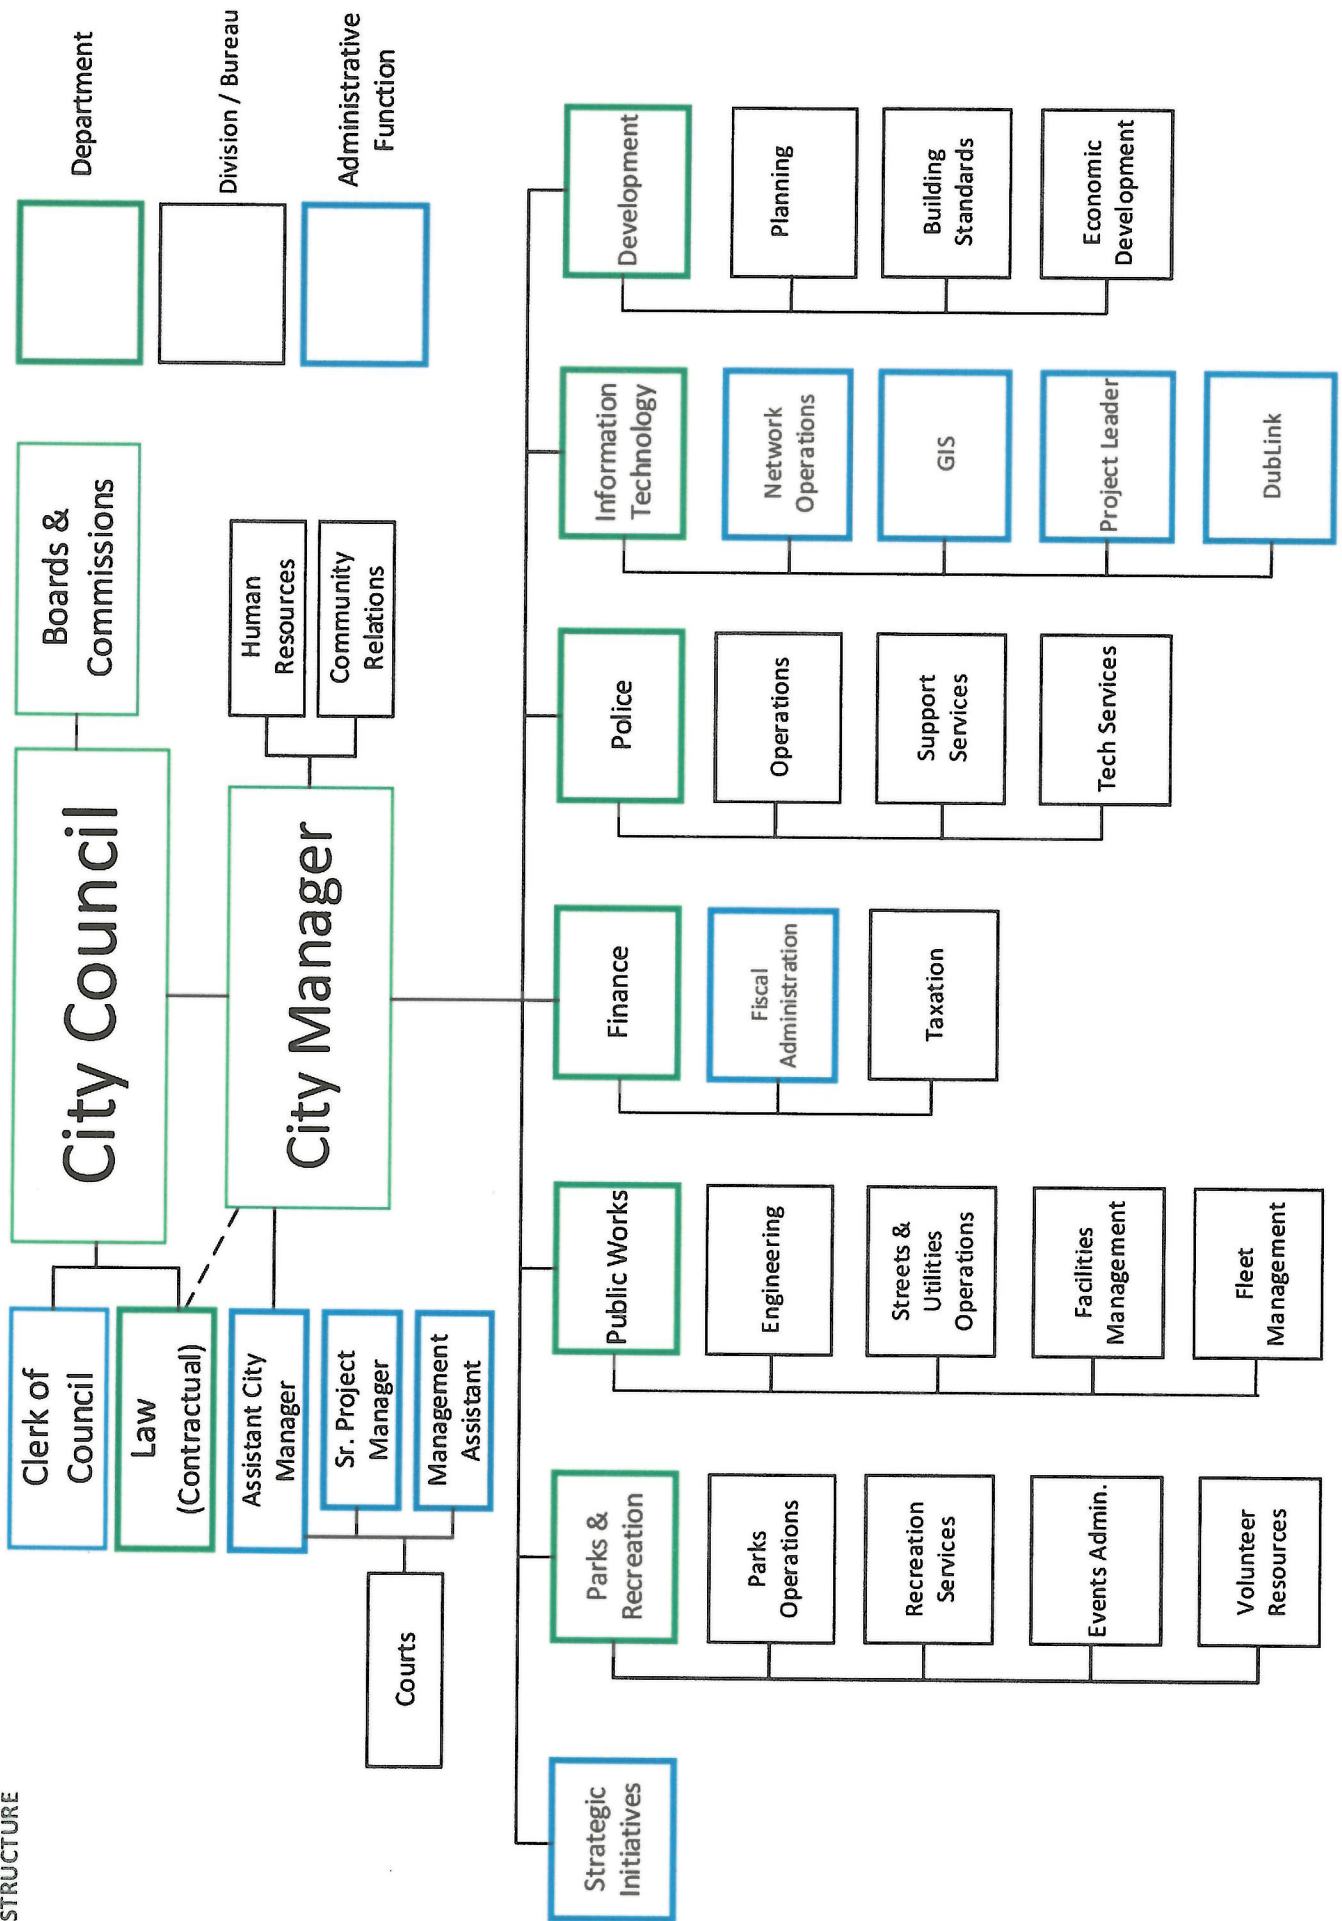 STRUCTURE
Clerk of
Council
Law
(Contractual)
City Council
Boards &
Commissions
Department
Division / Bureau
Administrative
Function
Assistant City
Manager
Sr. Project
Manager
Management
Assistant
Courts
City Manager
Human
Resources
Community
Relations
Strategic
Initiatives
Parks &
Recreation
Parks
Operations
Recreation
Services
Events Admin.
Volunteer
Resources
Public Works
Engineering
Streets &
Utilities
Operations
Facilities
Management
Fleet
Management
Finance
Fiscal
Administration
Taxation
Police
Operations
Support
Services
Tech Services
Information
Technology
Network
Operations
GIS
Project Leader
DubLink
Development
Planning
Building
Standards
Economic
Development